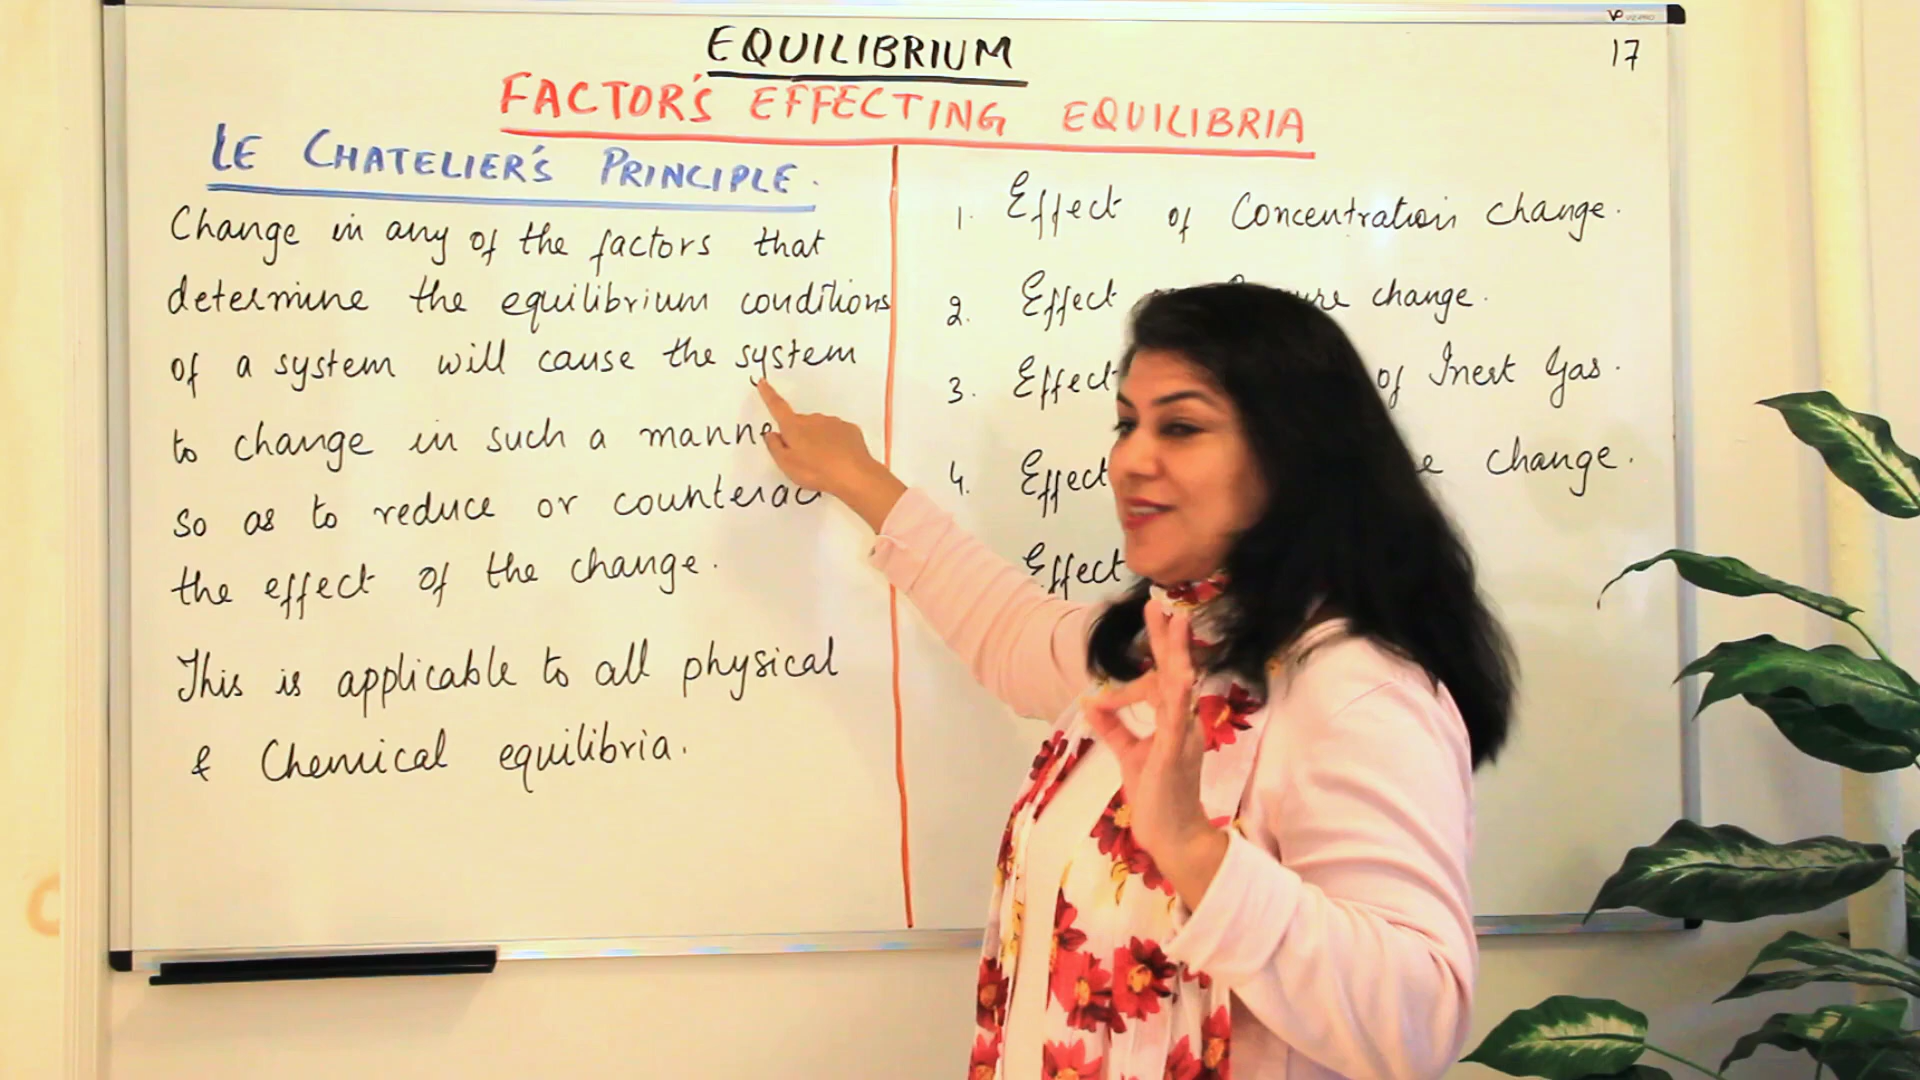 EQUILIBRIUM
17
FACTOR'S EFFECTING EQUILIBRIA
LE CHATELIER'S PRINCIPLE.
Change in any of the factors that
determine the equilibrium conditions
of a system will cause the system
to change in such a manne
so as to reduce or counterac
the effect of the change.
This is applicable to all physical
& Chemical equilibria.
1. Effect of Concentration change.
2. Effect ure change.
3. Effect of Inert Gas.
4. Effect e change.
Effect